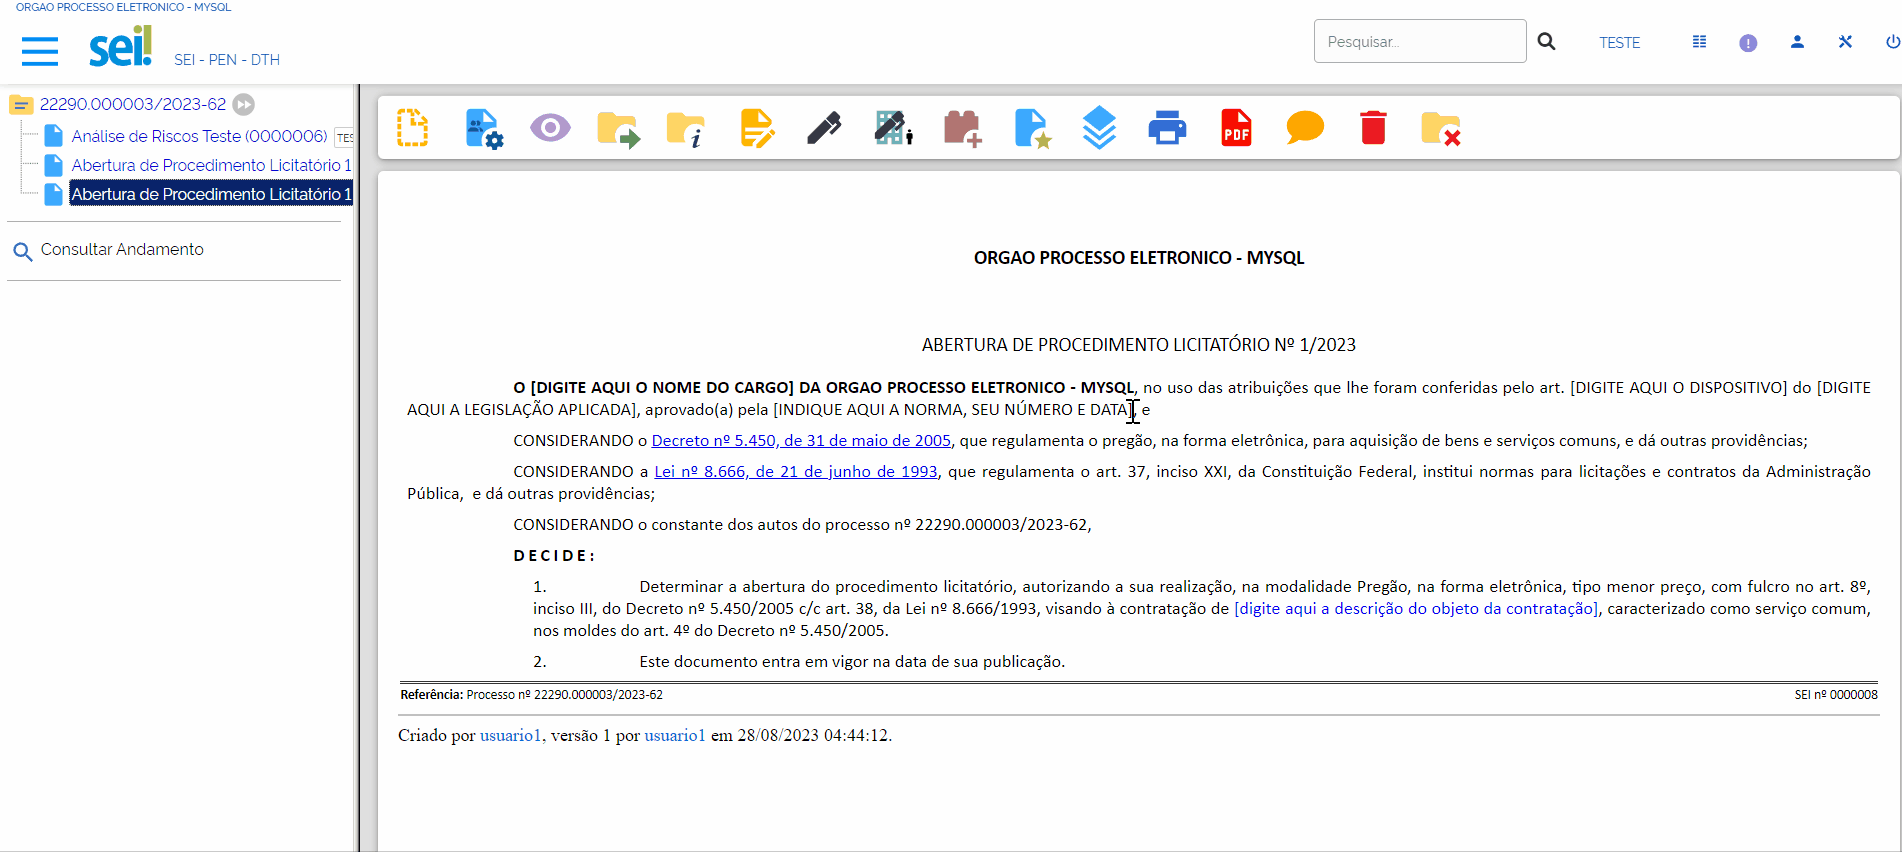 ORGAO PROCESSO ELETRONICO - MYSQL
sei!
SEI - PEN - DTH
Pesquisar...
TESTE
22290.000003/2023-62
Análise de Riscos Teste (0000006)
TES
Abertura de Procedimento Licitatório 1
Abertura de Procedimento Licitatório 1
Consultar Andamento
PDF
ORGAO PROCESSO ELETRONICO - MYSQL
ABERTURA DE PROCEDIMENTO LICITATÓRIO Nº 1/2023
O [DIGITE AQUI O NOME DO CARGO] DA ORGAO PROCESSO ELETRONICO - MYSQL, no uso das atribuições que lhe foram conferidas pelo art. [DIGITE AQUI O DISPOSITIVO] do [DIGITE
AQUI A LEGISLAÇÃO APLICADA], aprovado(a) pela [INDIQUE AQUI A NORMA, SEU NÚMERO E DATA], e
CONSIDERANDO o Decreto nº 5.450, de 31 de maio de 2005, que regulamenta o pregão, na forma eletrônica, para aquisição de bens e serviços comuns, e dá outras providências;
CONSIDERANDO a Lei nº 8.666, de 21 de junho de 1993, que regulamenta o art. 37, inciso XXI, da Constituição Federal, institui normas para licitações e contratos da Administração
Pública, e dá outras providências;
CONSIDERANDO o constante dos autos do processo nº 22290.000003/2023-62,
D E C I D E :
1. Determinar a abertura do procedimento licitatório, autorizando a sua realização, na modalidade Pregão, na forma eletrônica, tipo menor preço, com fulcro no art. 8º,
inciso III, do Decreto nº 5.450/2005 c/c art. 38, da Lei nº 8.666/1993, visando à contratação de [digite aqui a descrição do objeto da contratação], caracterizado como serviço comum,
nos moldes do art. 4º do Decreto nº 5.450/2005.
2. Este documento entra em vigor na data de sua publicação.
Referência: Processo nº 22290.000003/2023-62
SEI nº 0000008
Criado por usuario1, versão 1 por usuario1 em 28/08/2023 04:44:12.